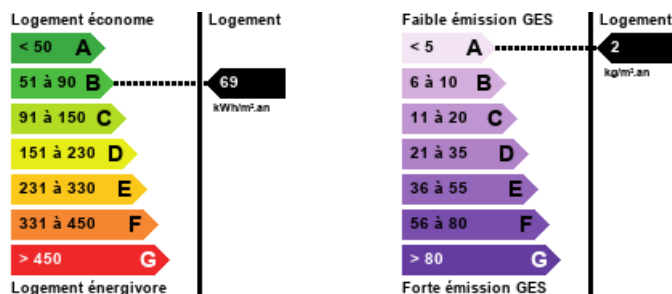 Logement économe
Logement
< 50 A
51 à 90 B
69
kWh/m².an
91 à 150 C
151 à 230 D
231 à 330 E
331 à 450 F
> 450 G
Logement énergivore
Faible émission GES
Logement
< 5 A
2
kg/m².an
6 à 10 B
11 à 20 C
21 à 35 D
36 à 55 E
56 à 80 F
> 80 G
Forte émission GES